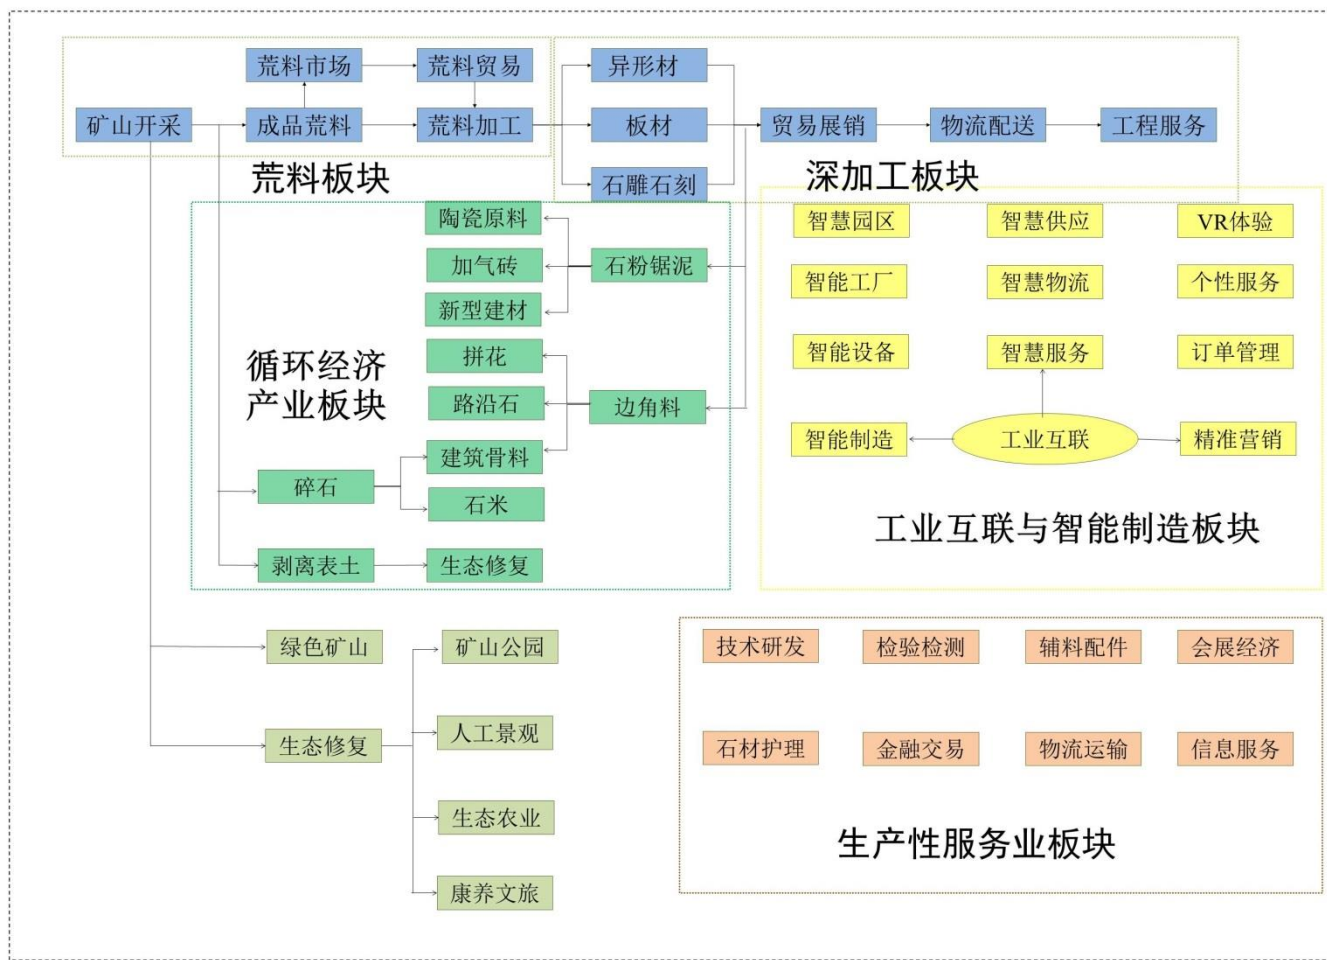 荒料市场
荒料贸易
异形材
矿山开采
成品荒料
荒料加工
板材
贸易展销
物流配送
工程服务
荒料板块
石雕石刻
深加工板块
陶瓷原料
加气砖
石粉锯泥
新型建材
拼花
循环经济
产业板块
路沿石
边角料
建筑骨料
碎石
石米
剥离表土
生态修复
智慧园区
智慧供应
VR体验
智能工厂
智慧物流
个性服务
智能设备
智慧服务
订单管理
智能制造
工业互联
精准营销
工业互联与智能制造板块
绿色矿山
矿山公园
生态修复
人工景观
生态农业
康养文旅
技术研发
检验检测
辅料配件
会展经济
石材护理
金融交易
物流运输
信息服务
生产性服务业板块